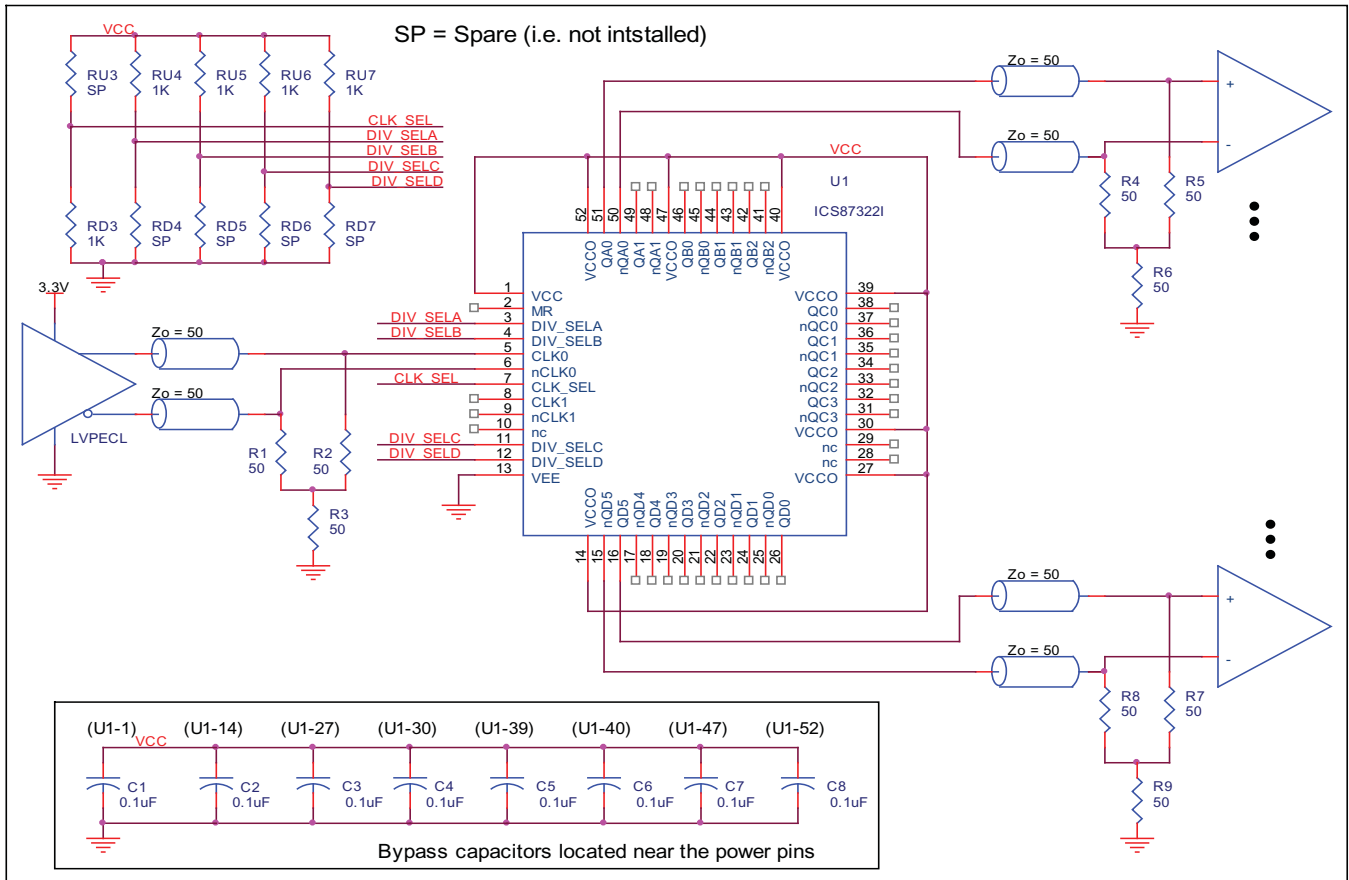 SP = Spare (i.e. not intstalled)
VCC
RU3
SP
RU4
1K
RU5
1K
RU6
1K
RU7
1K
CLK_SEL
DIV_SELA
DIV_SELB
DIV_SELC
DIV_SELD
RD3
1K
RD4
SP
RD5
SP
RD6
SP
RD7
SP
3.3V
Zo = 50
Zo = 50
LVPECL
R1
50
R2
50
R3
50
DIV_SELA
DIV_SELB
CLK_SEL
DIV_SELC
DIV_SELD
VCC
U1
ICS87322I
1 VCC
2 MR
3 DIV_SELA
4 DIV_SELB
5 CLK0
6 nCLK0
7 CLK_SEL
8 CLK1
9 nCLK1
10 nc
11 DIV_SELC
12 DIV_SELD
13 VEE
52 VCCO
51 QA0
50 nQA0
49 QA1
48 nQA1
47 VCCO
46 QB0
45 nQB0
44 QB1
43 nQB1
42 QB2
41 nQB2
40 VCCO
VCCO 39
QC0 38
nQC0 37
QC1 36
nQC1 35
QC2 34
nQC2 33
QC3 32
nQC3 31
VCCO 30
nc 29
nc 28
VCCO 27
14 VCCO
15 nQD5
16 QD5
17 nQD4
18 QD4
19 nQD3
20 QD3
21 nQD2
22 QD2
23 nQD1
24 QD1
25 nQD0
26 QD0
Zo = 50
Zo = 50
+
-
R4
50
R5
50
R6
50
Zo = 50
Zo = 50
+
-
R8
50
R7
50
R9
50
(U1-1) (U1-14) (U1-27) (U1-30) (U1-39) (U1-40) (U1-47) (U1-52)
VCC
C1
0.1uF
C2
0.1uF
C3
0.1uF
C4
0.1uF
C5
0.1uF
C6
0.1uF
C7
0.1uF
C8
0.1uF
Bypass capacitors located near the power pins